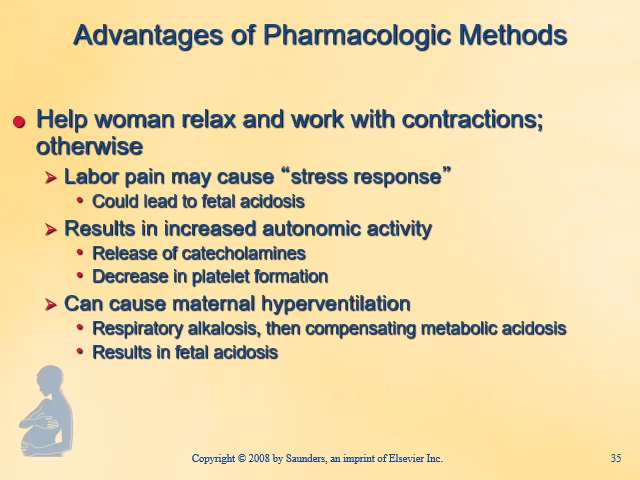 Advantages of Pharmacologic Methods
Help woman relax and work with contractions;
otherwise
Labor pain may cause “stress response”
Could lead to fetal acidosis
Results in increased autonomic activity
Release of catecholamines
Decrease in platelet formation
Can cause maternal hyperventilation
Respiratory alkalosis, then compensating metabolic acidosis
Results in fetal acidosis
Copyright © 2008 by Saunders, an imprint of Elsevier Inc.
35